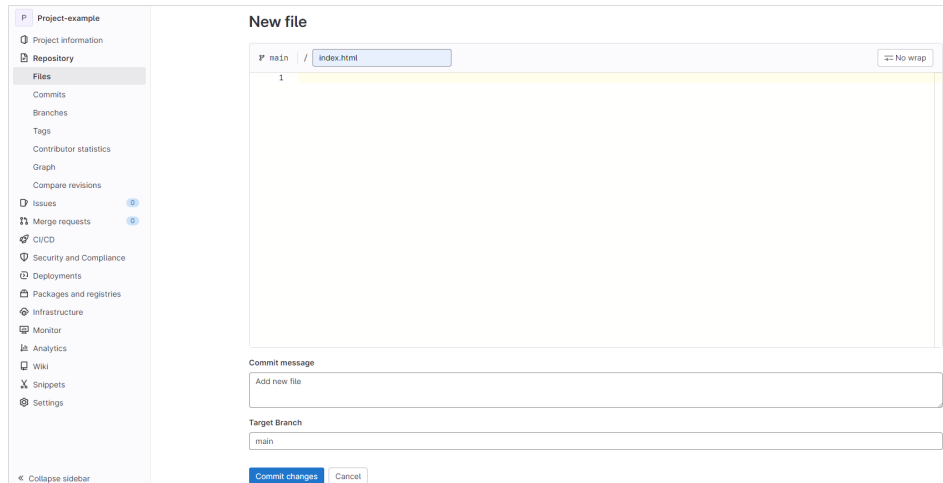 P Project-example
Project information
Repository
Files
Commits
Branches
Tags
Contributor statistics
Graph
Compare revisions
Issues 0
Merge requests 0
CI/CD
Security and Compliance
Deployments
Packages and registries
Infrastructure
Monitor
Analytics
Wiki
Snippets
Settings
« Collapse sidebar
New file
main / index.html No wrap
1
Commit message
Add new file
Target Branch
main
Commit changes Cancel